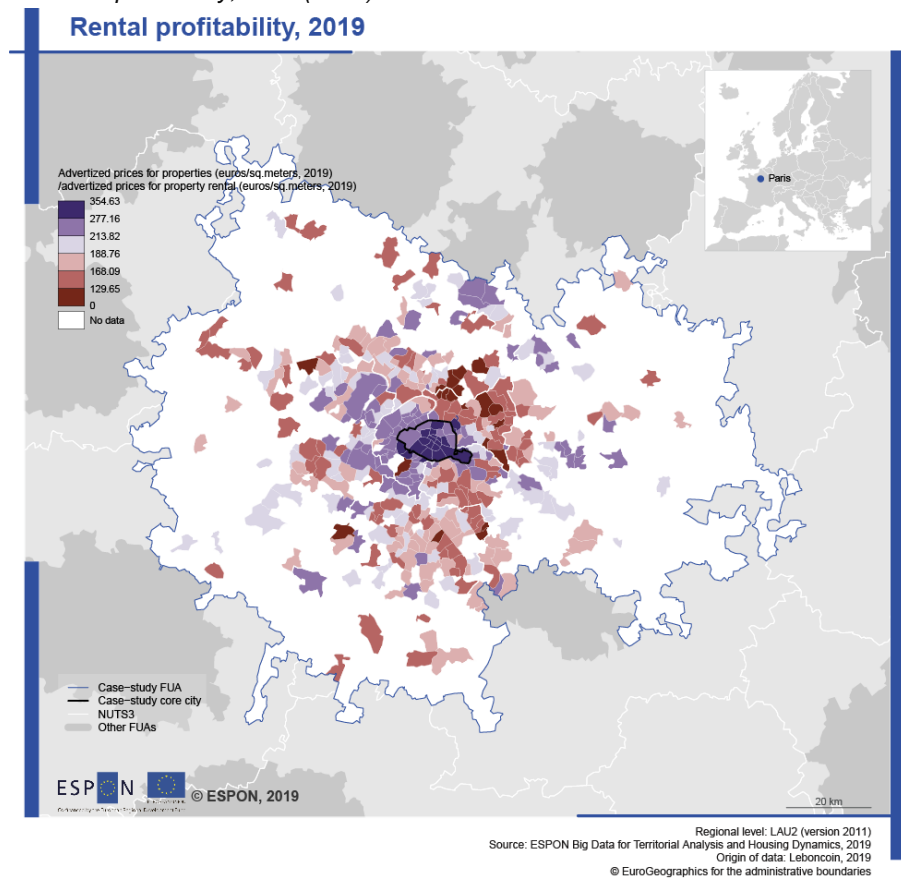 Rental profitability, 2019
Advertized prices for properties (euros/sq.meters, 2019)
/advertized prices for property rental (euros/sq.meters, 2019)
354.63
277.16
213.82
188.76
168.09
129.65
0
No data
Paris
Case-study FUA
Case-study core city
NUTS3
Other FUAs
ESPON
© ESPON, 2019
20 km
Regional level: LAU2 (version 2011)
Source: ESPON Big Data for Territorial Analysis and Housing Dynamics, 2019
Origin of data: Leboncoin, 2019
© EuroGeographics for the administrative boundaries